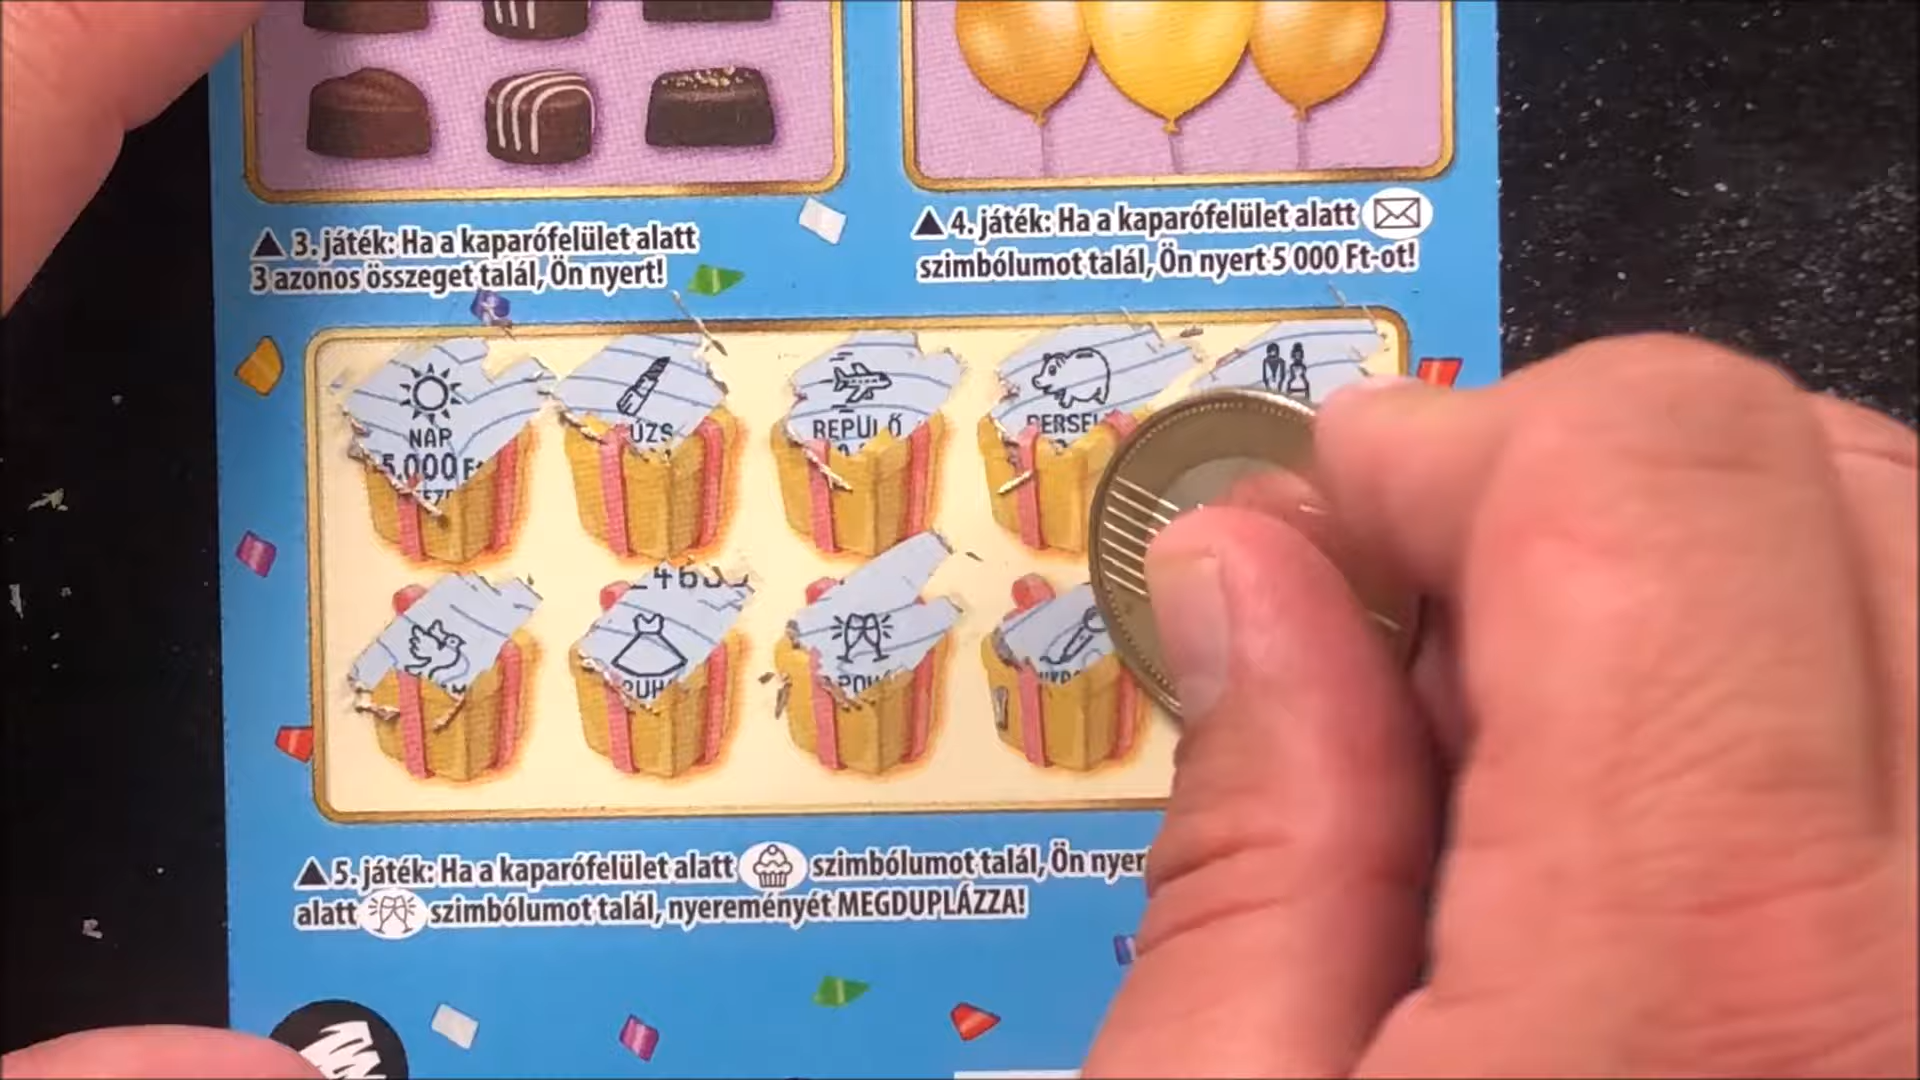 3. játék: Ha a kaparófelület alatt
3 azonos összeget talál, Ön nyert!
4. játék: Ha a kaparófelület alatt
szimbólumot talál, Ön nyert 5 000 Ft-ot!
NAP
5.000 Ft
REPÜLŐ
PERSEL
5. játék: Ha a kaparófelület alatt szimbólumot talál, Ön nyer
alatt szimbólumot talál, nyereményét MEGDUPLÁZZA!